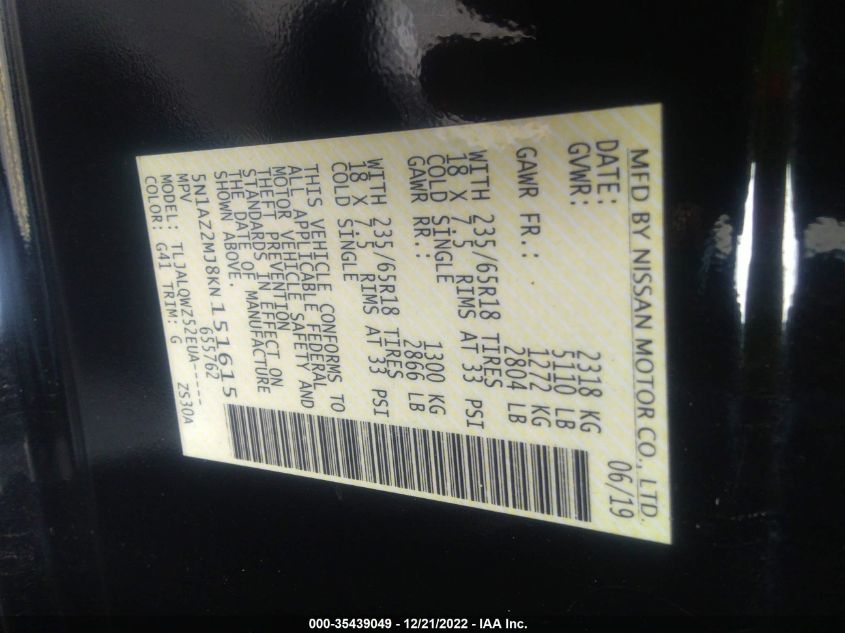 MFD BY NISSAN MOTOR CO., LTD.
DATE: 06/19
GVWR: 2318 KG
5110 LB
GAWR FR.: 1272 KG
2804 LB
WITH 235/65R18 TIRES
18 X 7.5 RIMS AT 33 PSI
COLD SINGLE
GAWR RR.: 1300 KG
2866 LB
WITH 235/65R18 TIRES
18 X 7.5 RIMS AT 33 PSI
COLD SINGLE
THIS VEHICLE CONFORMS TO
ALL APPLICABLE FEDERAL
MOTOR VEHICLE SAFETY AND
THEFT PREVENTION
STANDARDS IN EFFECT ON
THE DATE OF MANUFACTURE
SHOWN ABOVE.
5N1AZ2MJ8KN151615
MPV 655762
MODEL: TLJALQWZ52EUA-----
COLOR: G41 TRIM: G ZS30A
000-35439049 - 12/21/2022 - IAA Inc.